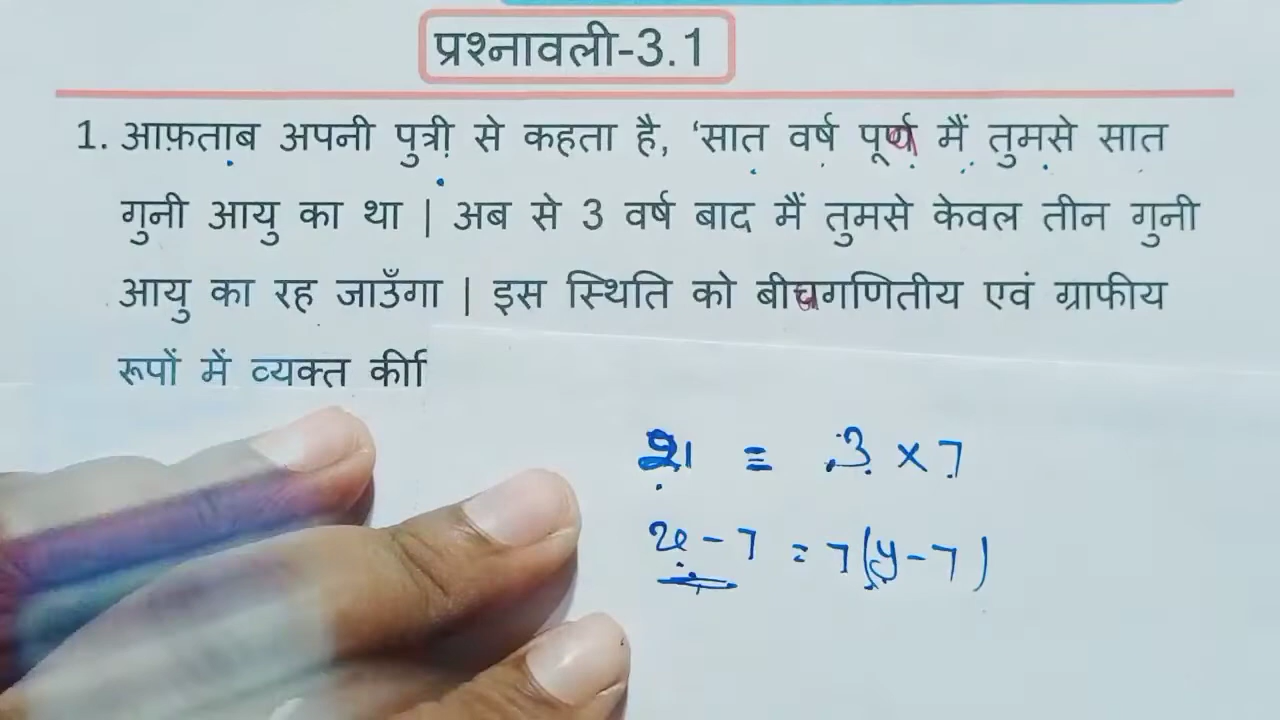 प्रश्नावली-3.1
1. आफ़ताब अपनी पुत्री से कहता है, ‘सात वर्ष पूर्व मैं तुमसे सात
गुनी आयु का था | अब से 3 वर्ष बाद मैं तुमसे केवल तीन गुनी
आयु का रह जाउँगा | इस स्थिति को बीजगणितीय एवं ग्राफीय
रूपों में व्यक्त
21 = 3 × 7
x - 7 = 7(y - 7)